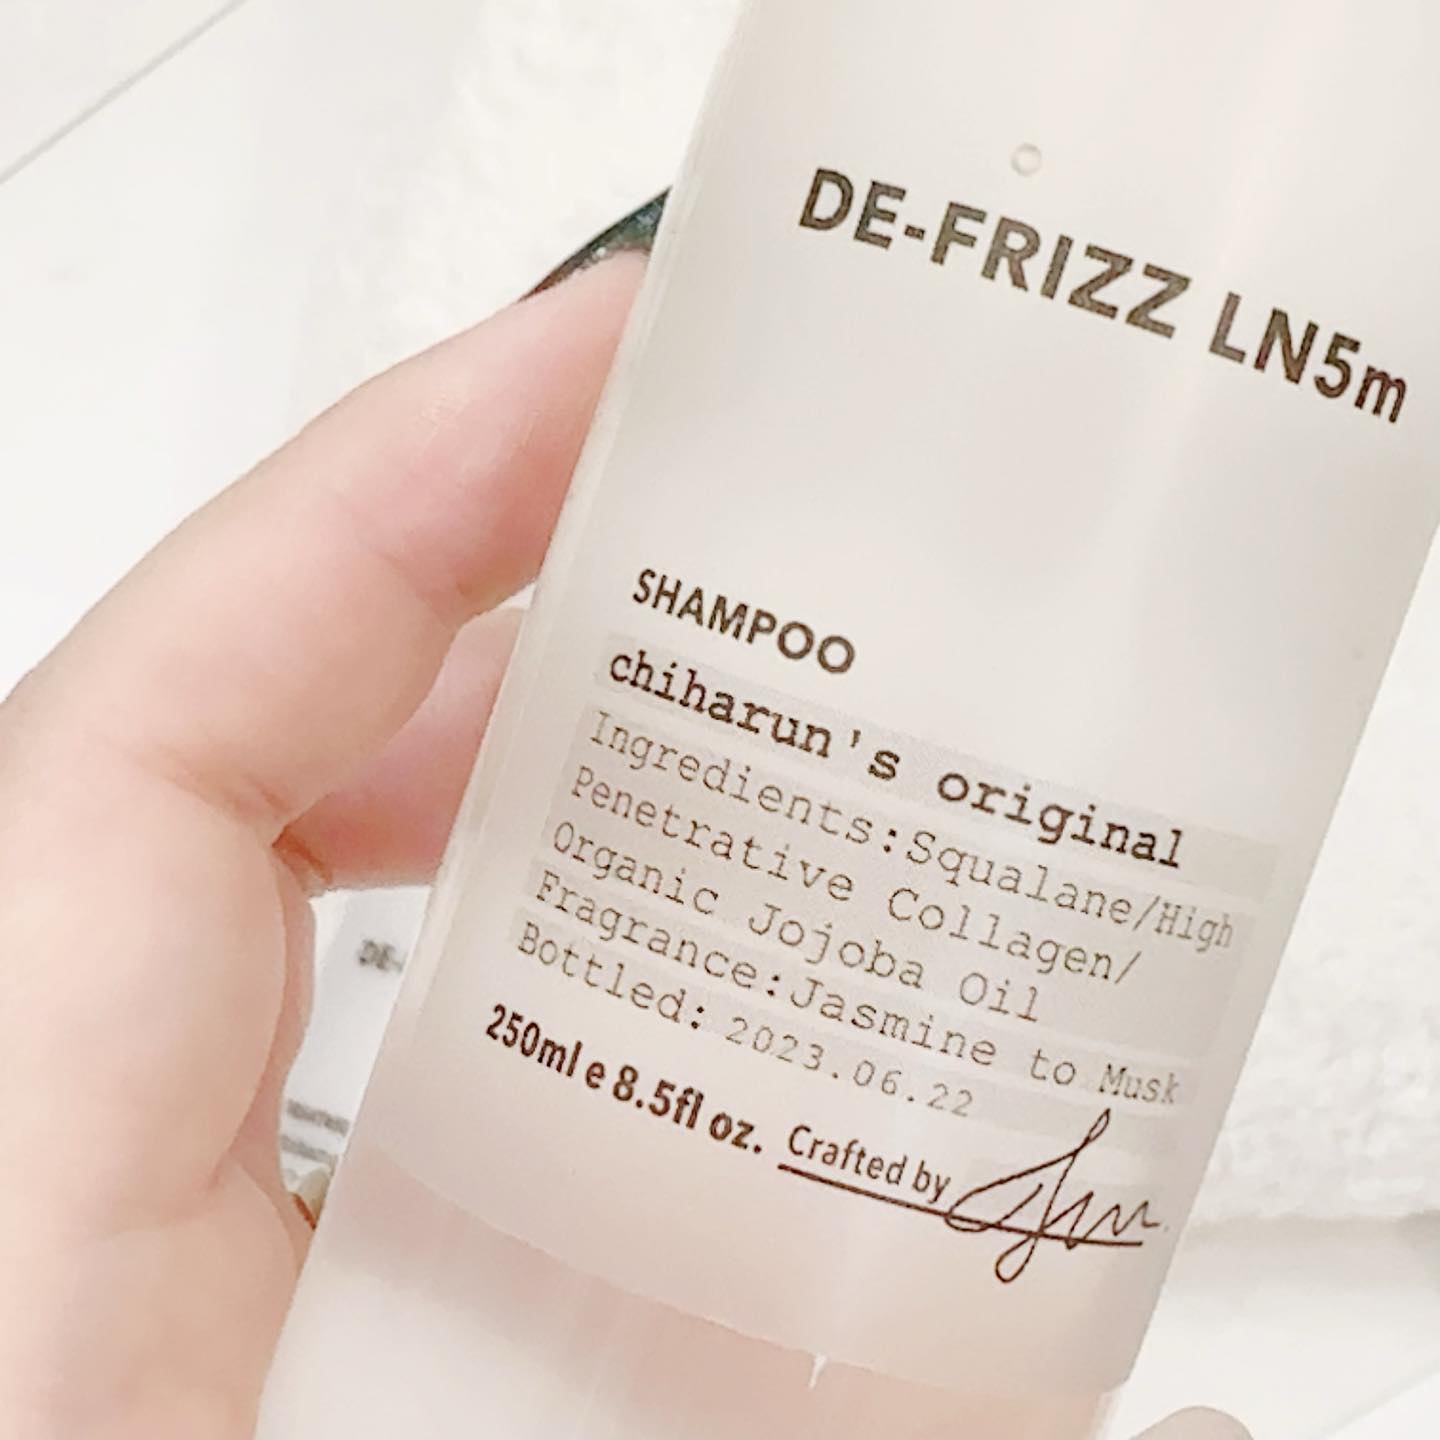 DE-FRIZZ LN5m
SHAMPOO
chiharun's original
Ingredients:Squalane/High
Penetrative Collagen/
Organic Jojoba Oil
Fragrance:Jasmine to Musk
Bottled: 2023.06.22
250ml e 8.5fl oz. Crafted by
DE-